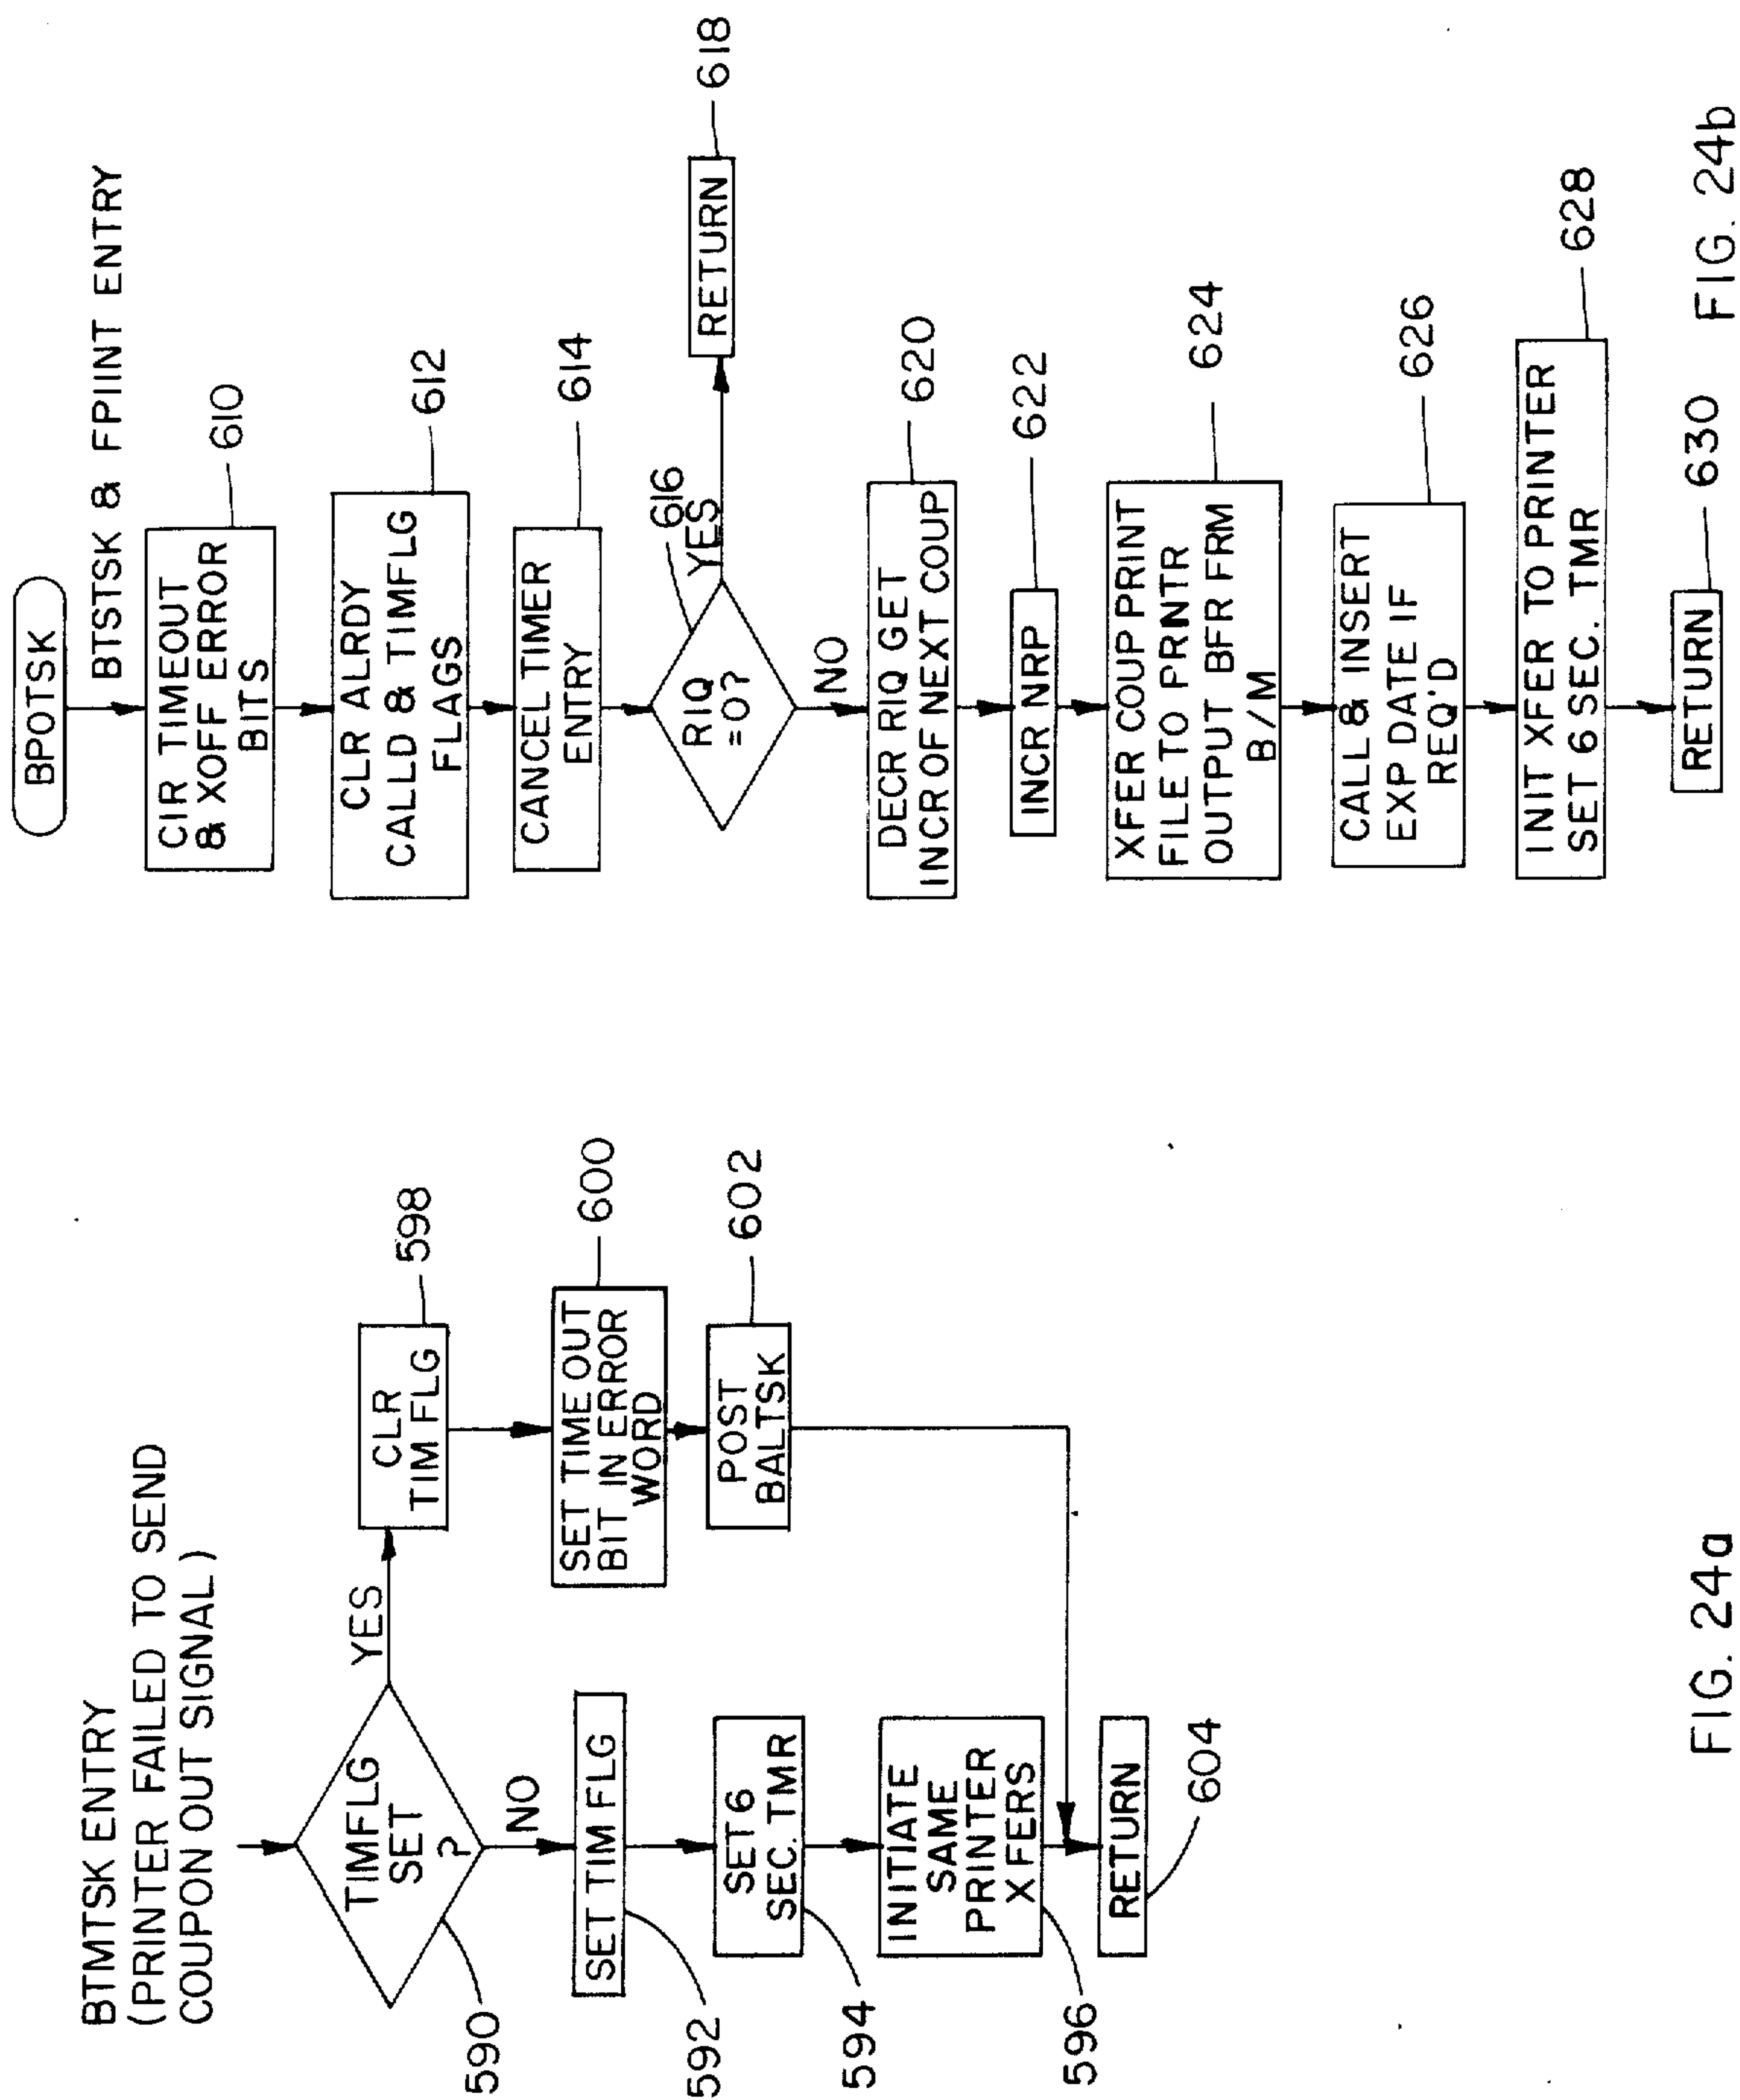 BTMTSK ENTRY
(PRINTER FAILED TO SEND
COUPON OUT SIGNAL)
TIMFLG
SET
?
590
YES
NO
CLR
TIM FLG
598
SET TIME OUT
BIT IN ERROR
WORD
600
POST
BALTSK
602
SET TIM FLG
592
SET 6
SEC. TMR
594
INITIATE
SAME
PRINTER
XFERS
596
RETURN
604
FIG. 24a
BPOTSK
BTSTSK & FPIINT ENTRY
CIR TIMEOUT
& XOFF ERROR
BITS
610
CLR ALRDY
CALLD & TIMFLG
FLAGS
612
CANCEL TIMER
ENTRY
614
RIQ
=0?
616
YES
RETURN
618
NO
DECR RIQ GET
INCR OF NEXT COUP
620
INCR NRP
622
XFER COUP PRINT
FILE TO PRNTR
OUTPUT BFR FRM
B/M
624
CALL & INSERT
EXP DATE IF
REQ'D
626
INIT XFER TO PRINTER
SET 6 SEC. TMR
628
RETURN
630
FIG. 24b